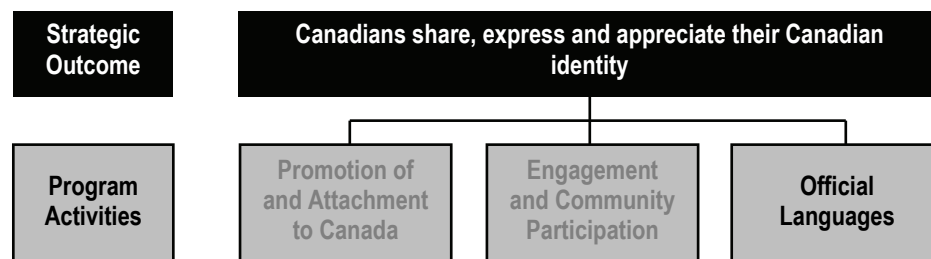 Strategic
Outcome
Canadians share, express and appreciate their Canadian
identity
Program
Activities
Promotion of
and Attachment
to Canada
Engagement
and Community
Participation
Official
Languages